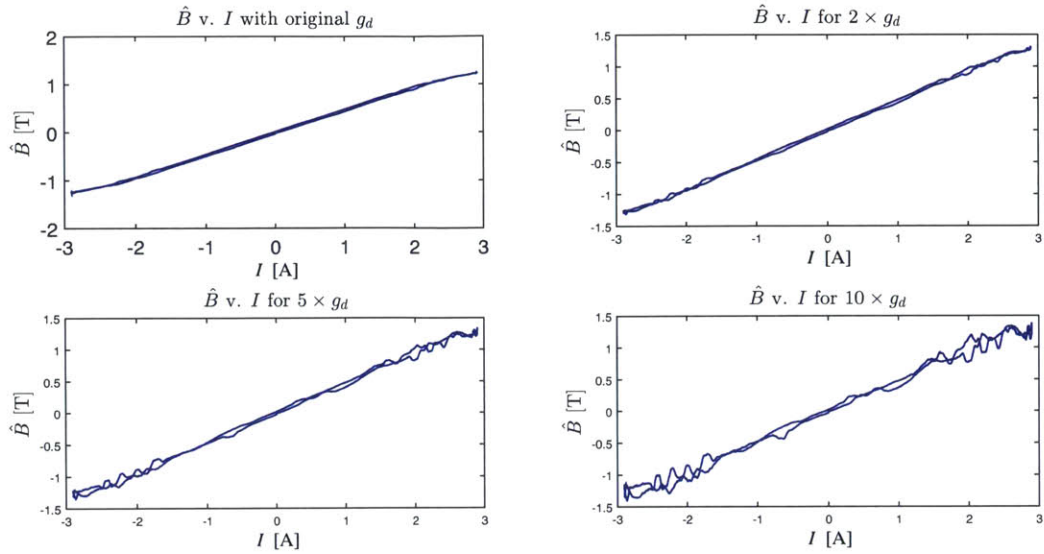 B̂ v. I with original g_d
2
1
0
-1
-2
B̂ [T]
-3 -2 -1 0 1 2 3
I [A]
B̂ v. I for 2 × g_d
1.5
1
0.5
0
-0.5
-1
-1.5
B̂ [T]
-3 -2 -1 0 1 2 3
I [A]
B̂ v. I for 5 × g_d
1.5
1
0.5
0
-0.5
-1
-1.5
B̂ [T]
-3 -2 -1 0 1 2 3
I [A]
B̂ v. I for 10 × g_d
1.5
1
0.5
0
-0.5
-1
-1.5
B̂ [T]
-3 -2 -1 0 1 2 3
I [A]